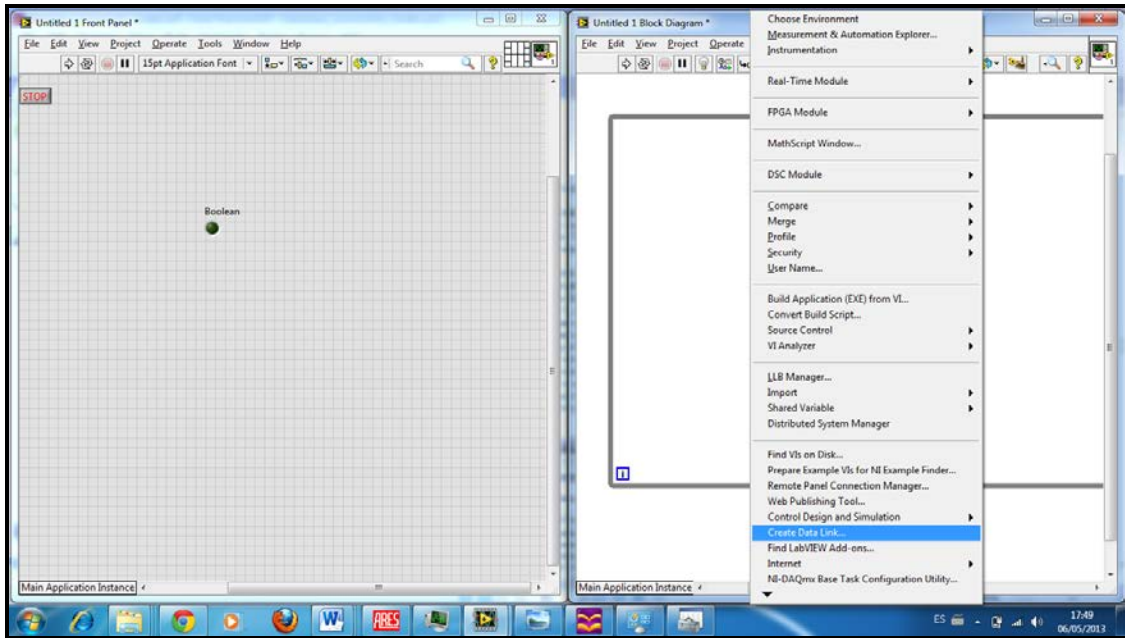 Untitled 1 Front Panel *
File Edit View Project Operate Tools Window Help
15pt Application Font
Search
STOP
Boolean
Main Application Instance
Untitled 1 Block Diagram *
File Edit View Project Operate
i
Main Application Instance
Choose Environment
Measurement & Automation Explorer...
Instrumentation
Real-Time Module
FPGA Module
MathScript Window...
DSC Module
Compare
Merge
Profile
Security
User Name...
Build Application (EXE) from VI...
Convert Build Script...
Source Control
VI Analyzer
LLB Manager...
Import
Shared Variable
Distributed System Manager
Find VIs on Disk...
Prepare Example VIs for NI Example Finder...
Remote Panel Connection Manager...
Web Publishing Tool...
Control Design and Simulation
Create Data Link...
Find LabVIEW Add-ons...
Internet
NI-DAQmx Base Task Configuration Utility...
W
ARES
ES
17:49
06/05/2013